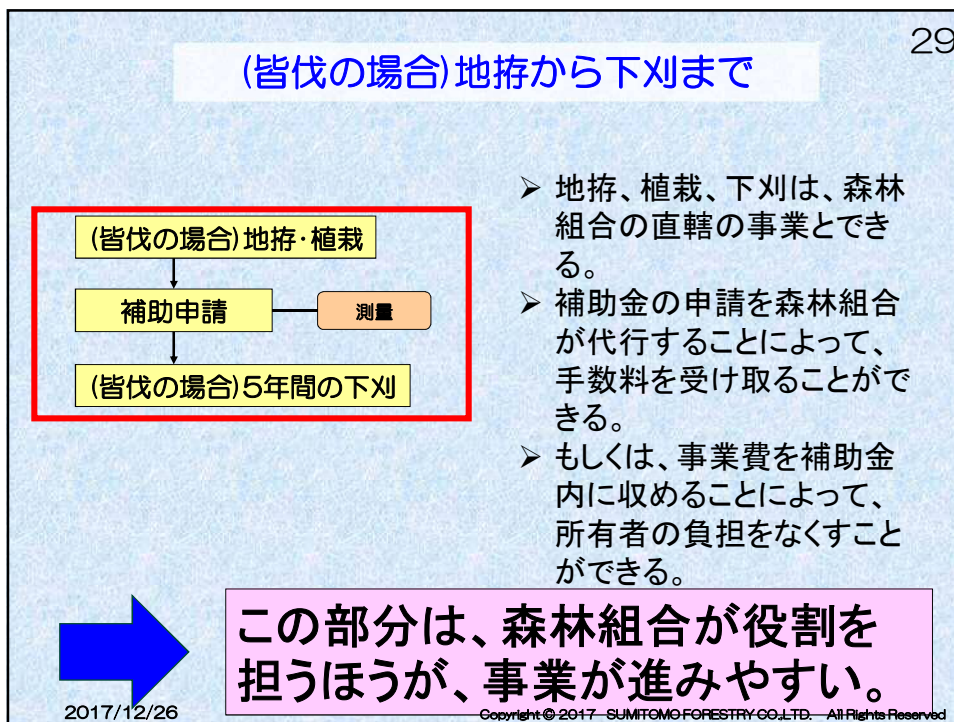 29
(皆伐の場合)地拵から下刈まで
(皆伐の場合)地拵・植栽
補助申請
測量
(皆伐の場合)5年間の下刈
➢ 地拵、植栽、下刈は、森林
組合の直轄の事業とでき
る。
➢ 補助金の申請を森林組合
が代行することによって、
手数料を受け取ることがで
きる。
➢ もしくは、事業費を補助金
内に収めることによって、
所有者の負担をなくすこと
ができる。
この部分は、森林組合が役割を
担うほうが、事業が進みやすい。
2017/12/26
Copyright © 2017 SUMITOMO FORESTRY CO.,LTD. All Rights Reserved